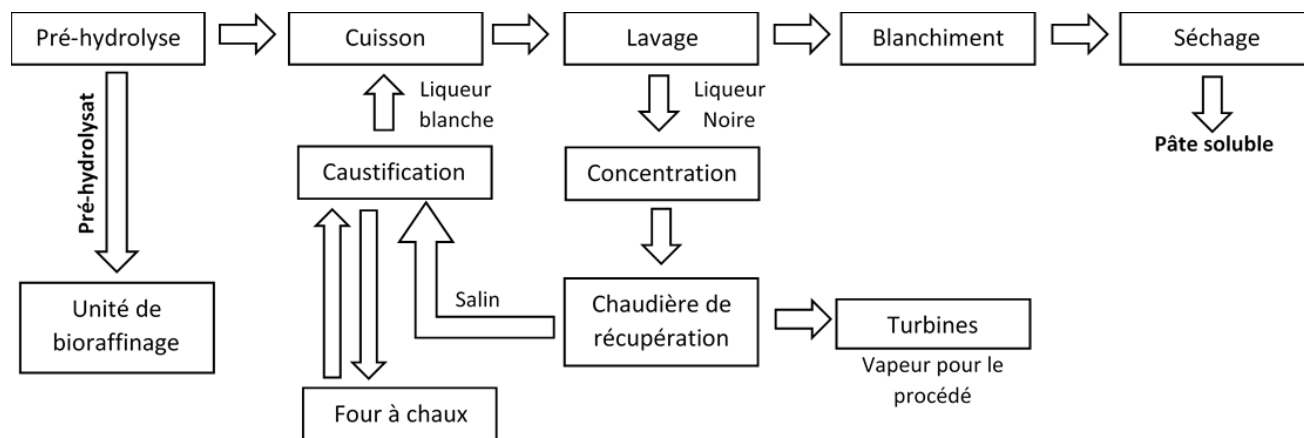 Pré-hydrolyse
Cuisson
Lavage
Blanchiment
Séchage
Pré-hydrolysat
Liqueur
blanche
Liqueur
Noire
Pâte soluble
Caustification
Concentration
Unité de
bioraffinage
Salin
Chaudière de
récupération
Turbines
Vapeur pour le
procédé
Four à chaux